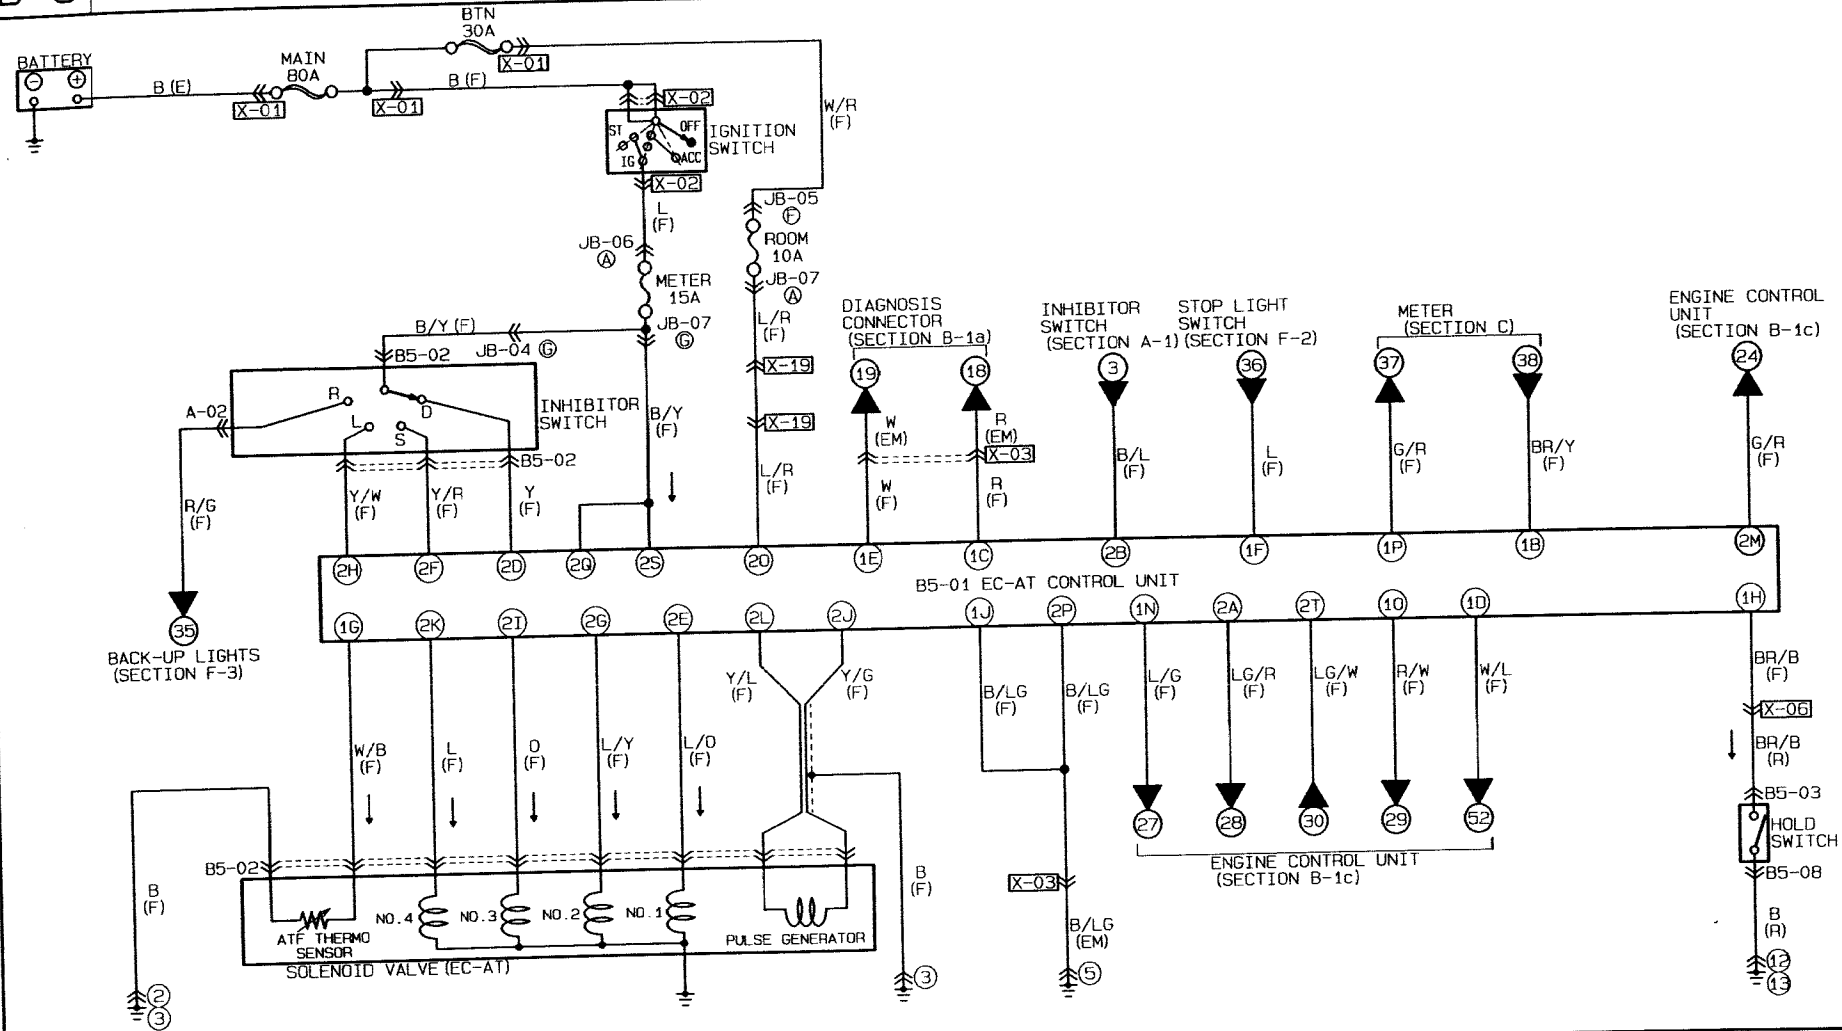 BTN
30A
X-01
BATTERY
MAIN
80A
B (E)
X-01
X-01
B (F)
X-02
ST
OFF
IG
ACC
IGNITION
SWITCH
X-02
W/R
(F)
L
(F)
JB-06
A
METER
15A
JB-07
G
JB-05
F
ROOM
10A
JB-07
A
L/R
(F)
X-19
X-19
L/R
(F)
B/Y (F)
JB-04 G
B5-02
R
D
L
S
INHIBITOR
SWITCH
A-02
B5-02
B/Y
(F)
R/G
(F)
Y/W
(F)
Y/R
(F)
Y
(F)
35
BACK-UP LIGHTS
(SECTION F-3)
DIAGNOSIS
CONNECTOR
(SECTION B-1a)
19
18
W
(EM)
R
(EM)
X-03
W
(F)
R
(F)
INHIBITOR
SWITCH
(SECTION A-1)
3
B/L
(F)
STOP LIGHT
SWITCH
(SECTION F-2)
36
L
(F)
METER
(SECTION C)
37
38
G/R
(F)
BR/Y
(F)
ENGINE CONTROL
UNIT
(SECTION B-1c)
24
G/R
(F)
2H 2F 2D 2Q 2S 2O 1E 1C 2B 1F 1P 1B 2M
B5-01 EC-AT CONTROL UNIT
1G 2K 2I 2G 2E 2L 2J 1J 2P 1N 2A 2T 1O 1D 1H
W/B
(F)
L
(F)
O
(F)
L/Y
(F)
L/O
(F)
Y/L
(F)
Y/G
(F)
B/LG
(F)
B/LG
(F)
L/G
(F)
LG/R
(F)
LG/W
(F)
R/W
(F)
W/L
(F)
BR/B
(F)
X-06
BR/B
(R)
B5-03
HOLD
SWITCH
B5-08
B
(R)
12
13
27 28 30 29 52
ENGINE CONTROL UNIT
(SECTION B-1c)
X-03
B/LG
(EM)
5
B
(F)
3
B5-02
B
(F)
2
3
NO.4 NO.3 NO.2 NO.1
ATF THERMO
SENSOR
PULSE GENERATOR
SOLENOID VALVE (EC-AT)